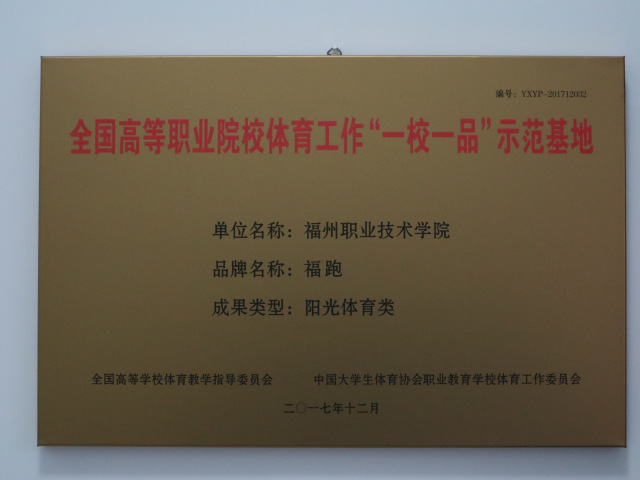 编号：YXYP-201712032
全国高等职业院校体育工作“一校一品”示范基地
单位名称：福州职业技术学院
品牌名称：福跑
成果类型：阳光体育类
全国高等学校体育教学指导委员会 中国大学生体育协会职业教育学校体育工作委员会
二〇一七年十二月